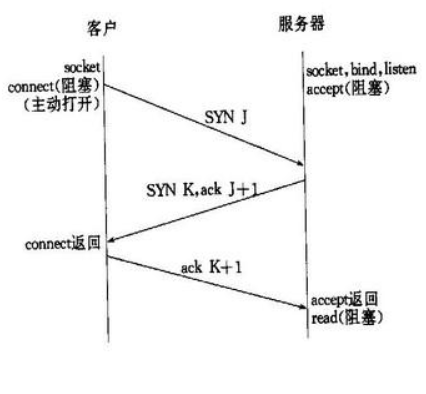 客户
服务器
socket
connect(阻塞)
(主动打开)
socket,bind,listen
accept(阻塞)
SYN J
SYN K,ack J+1
connect返回
ack K+1
accept返回
read(阻塞)